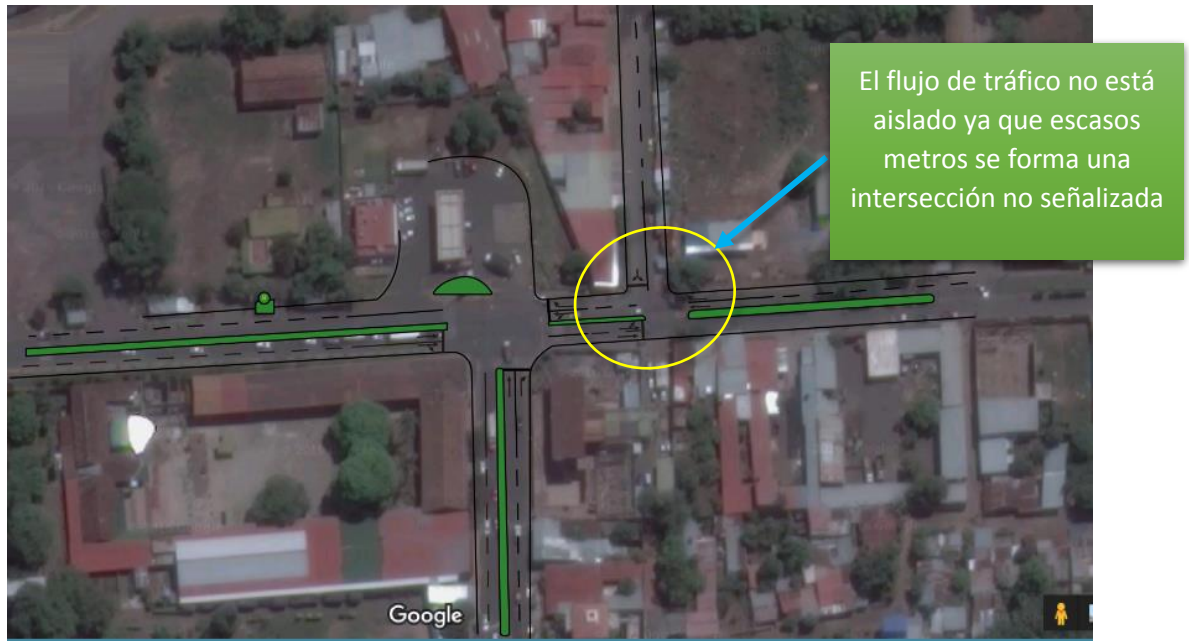 El flujo de tráfico no está
aislado ya que escasos
metros se forma una
intersección no señalizada
Google